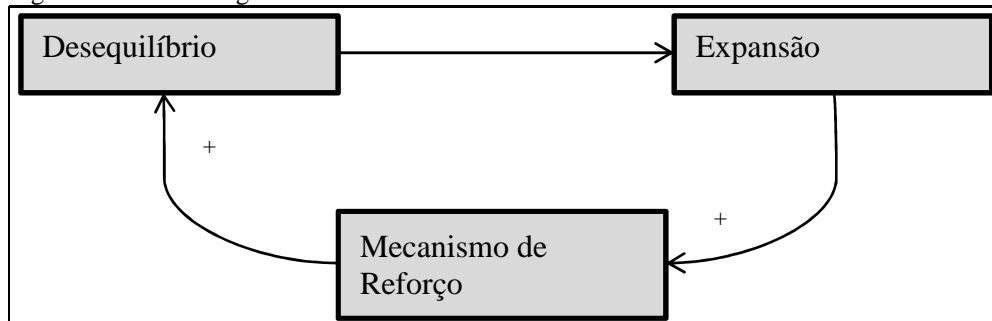 Desequilíbrio
Expansão
+
+
Mecanismo de
Reforço